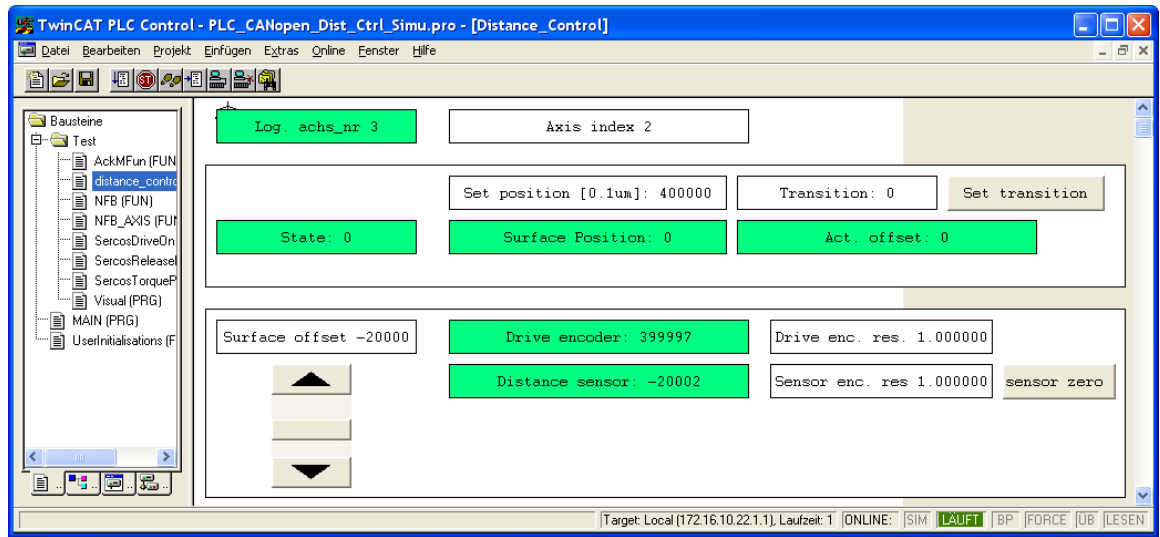 TwinCAT PLC Control - PLC_CANopen_Dist_Ctrl_Simu.pro - [Distance_Control]
Datei Bearbeiten Projekt Einfügen Extras Online Fenster Hilfe
Bausteine
Test
AckMFun (FUN
distance_contro
NFB (FUN)
NFB_AXIS (FUN
SercosDriveOn
SercosReleasel
SercosTorqueP
Visual (PRG)
MAIN (PRG)
UserInitialisations (F
Log. achs_nr 3 Axis index 2
Set position [0.1um]: 400000 Transition: 0 Set transition
State: 0 Surface Position: 0 Act. offset: 0
Surface offset -20000 Drive encoder: 399997 Drive enc. res. 1.000000
Distance sensor: -20002 Sensor enc. res 1.000000 sensor zero
Target: Local (172.16.10.22.1.1), Laufzeit: 1 ONLINE: SIM LÄUFT BP FORCE ÜB LESEN